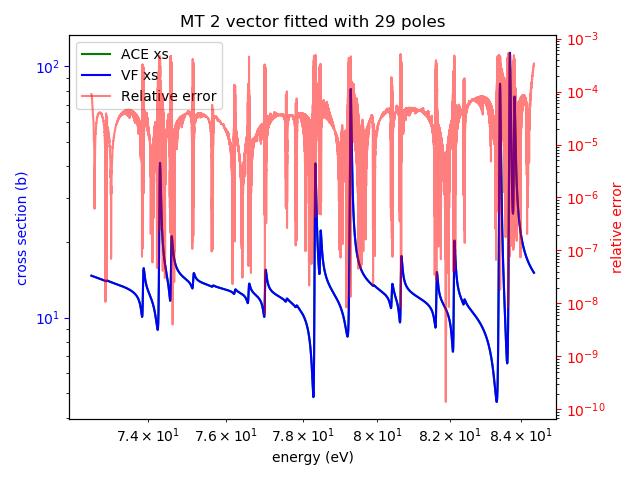 MT 2 vector fitted with 29 poles
ACE xs
VF xs
Relative error
10²
10¹
cross section (b)
10⁻³
10⁻⁴
10⁻⁵
10⁻⁶
10⁻⁷
10⁻⁸
10⁻⁹
10⁻¹⁰
relative error
7.4 × 10¹ 7.6 × 10¹ 7.8 × 10¹ 8 × 10¹ 8.2 × 10¹ 8.4 × 10¹
energy (eV)